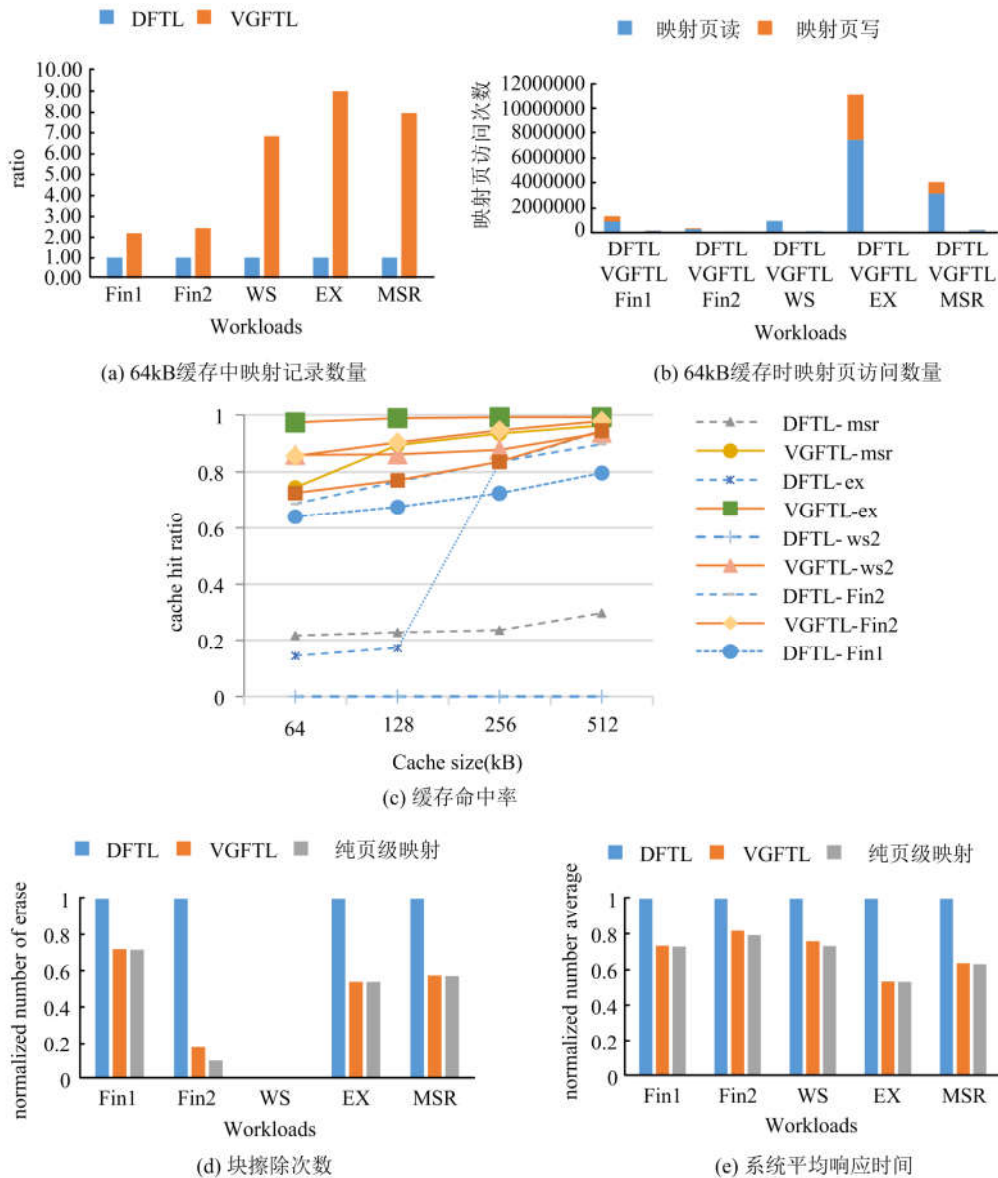 DFTL VGFTL
ratio
10.00
9.00
8.00
7.00
6.00
5.00
4.00
3.00
2.00
1.00
0.00
Fin1 Fin2 WS EX MSR
Workloads
(a) 64kB缓存中映射记录数量
映射页读 映射页写
映射页访问次数
12000000
10000000
8000000
6000000
4000000
2000000
0
DFTL DFTL DFTL DFTL DFTL
VGFTL VGFTL VGFTL VGFTL VGFTL
Fin1 Fin2 WS EX MSR
Workloads
(b) 64kB缓存时映射页访问数量
cache hit ratio
1
0.8
0.6
0.4
0.2
0
64 128 256 512
Cache size(kB)
DFTL- msr
VGFTL-msr
DFTL-ex
VGFTL-ex
DFTL- ws2
VGFTL-ws2
DFTL-Fin2
VGFTL-Fin2
DFTL-Fin1
(c) 缓存命中率
DFTL VGFTL 纯页级映射
normalized number of erase
1
0.8
0.6
0.4
0.2
0
Fin1 Fin2 WS EX MSR
Workloads
(d) 块擦除次数
DFTL VGFTL 纯页级映射
normalized number average
1
0.8
0.6
0.4
0.2
0
Fin1 Fin2 WS EX MSR
Workloads
(e) 系统平均响应时间